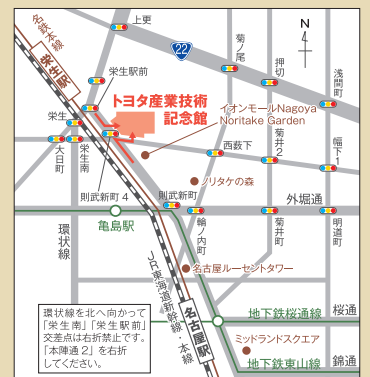 名鉄本線
上更
N
22
菊ノ尾
押切
浅間町
栄生駅
栄生駅前
トヨタ産業技術
記念館
イオンモールNagoya
Noritake Garden
栄生
大日町
栄生南
西菽下
菊井2
幅下1
ノリタケの森
則武新町4
則武新町
外堀通
亀島駅
環状線
輪ノ内町
菊井町
明道町
JR東海道新幹線・本線
名古屋ルーセントタワー
環状線を北へ向かって
「栄生南」「栄生駅前」
交差点は右折禁止です。
「本陣通2」を右折
してください。
名古屋駅
地下鉄桜通線
桜通
ミッドランドスクエア
地下鉄東山線
錦通